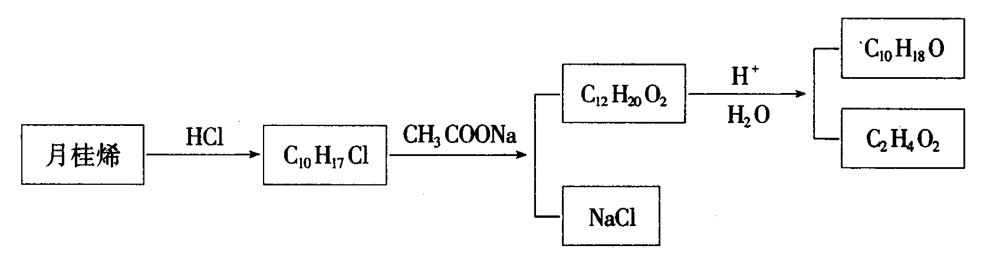 月桂烯
HCl
C₁₀H₁₇Cl
CH₃COONa
C₁₂H₂₀O₂
NaCl
H⁺
H₂O
C₁₀H₁₈O
C₂H₄O₂